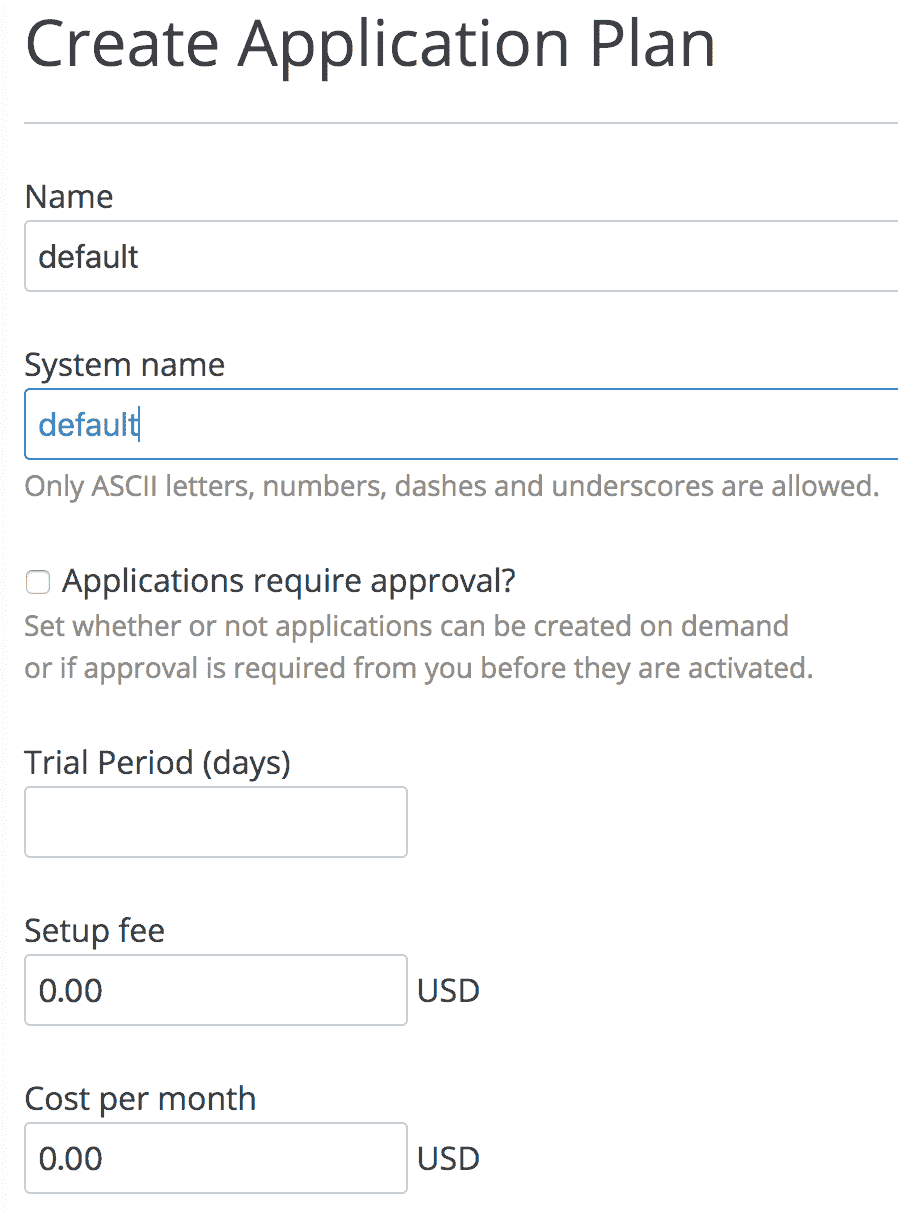 Create Application Plan
Name
default
System name
default
Only ASCII letters, numbers, dashes and underscores are allowed.
Applications require approval?
Set whether or not applications can be created on demand
or if approval is required from you before they are activated.
Trial Period (days)
Setup fee
0.00 USD
Cost per month
0.00 USD